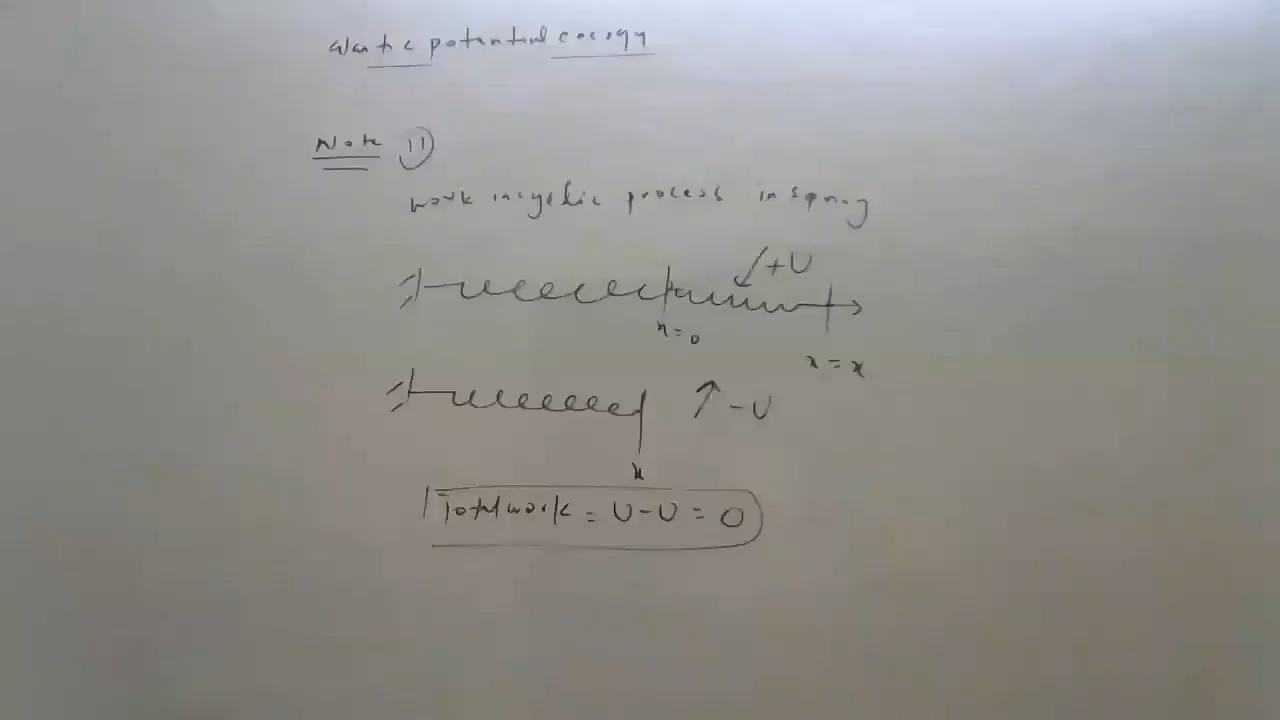 elastic potential energy
Note 11)
work in cyclic process in spring
+U
x=0
x = x
-U
x
Total work = U-U = 0